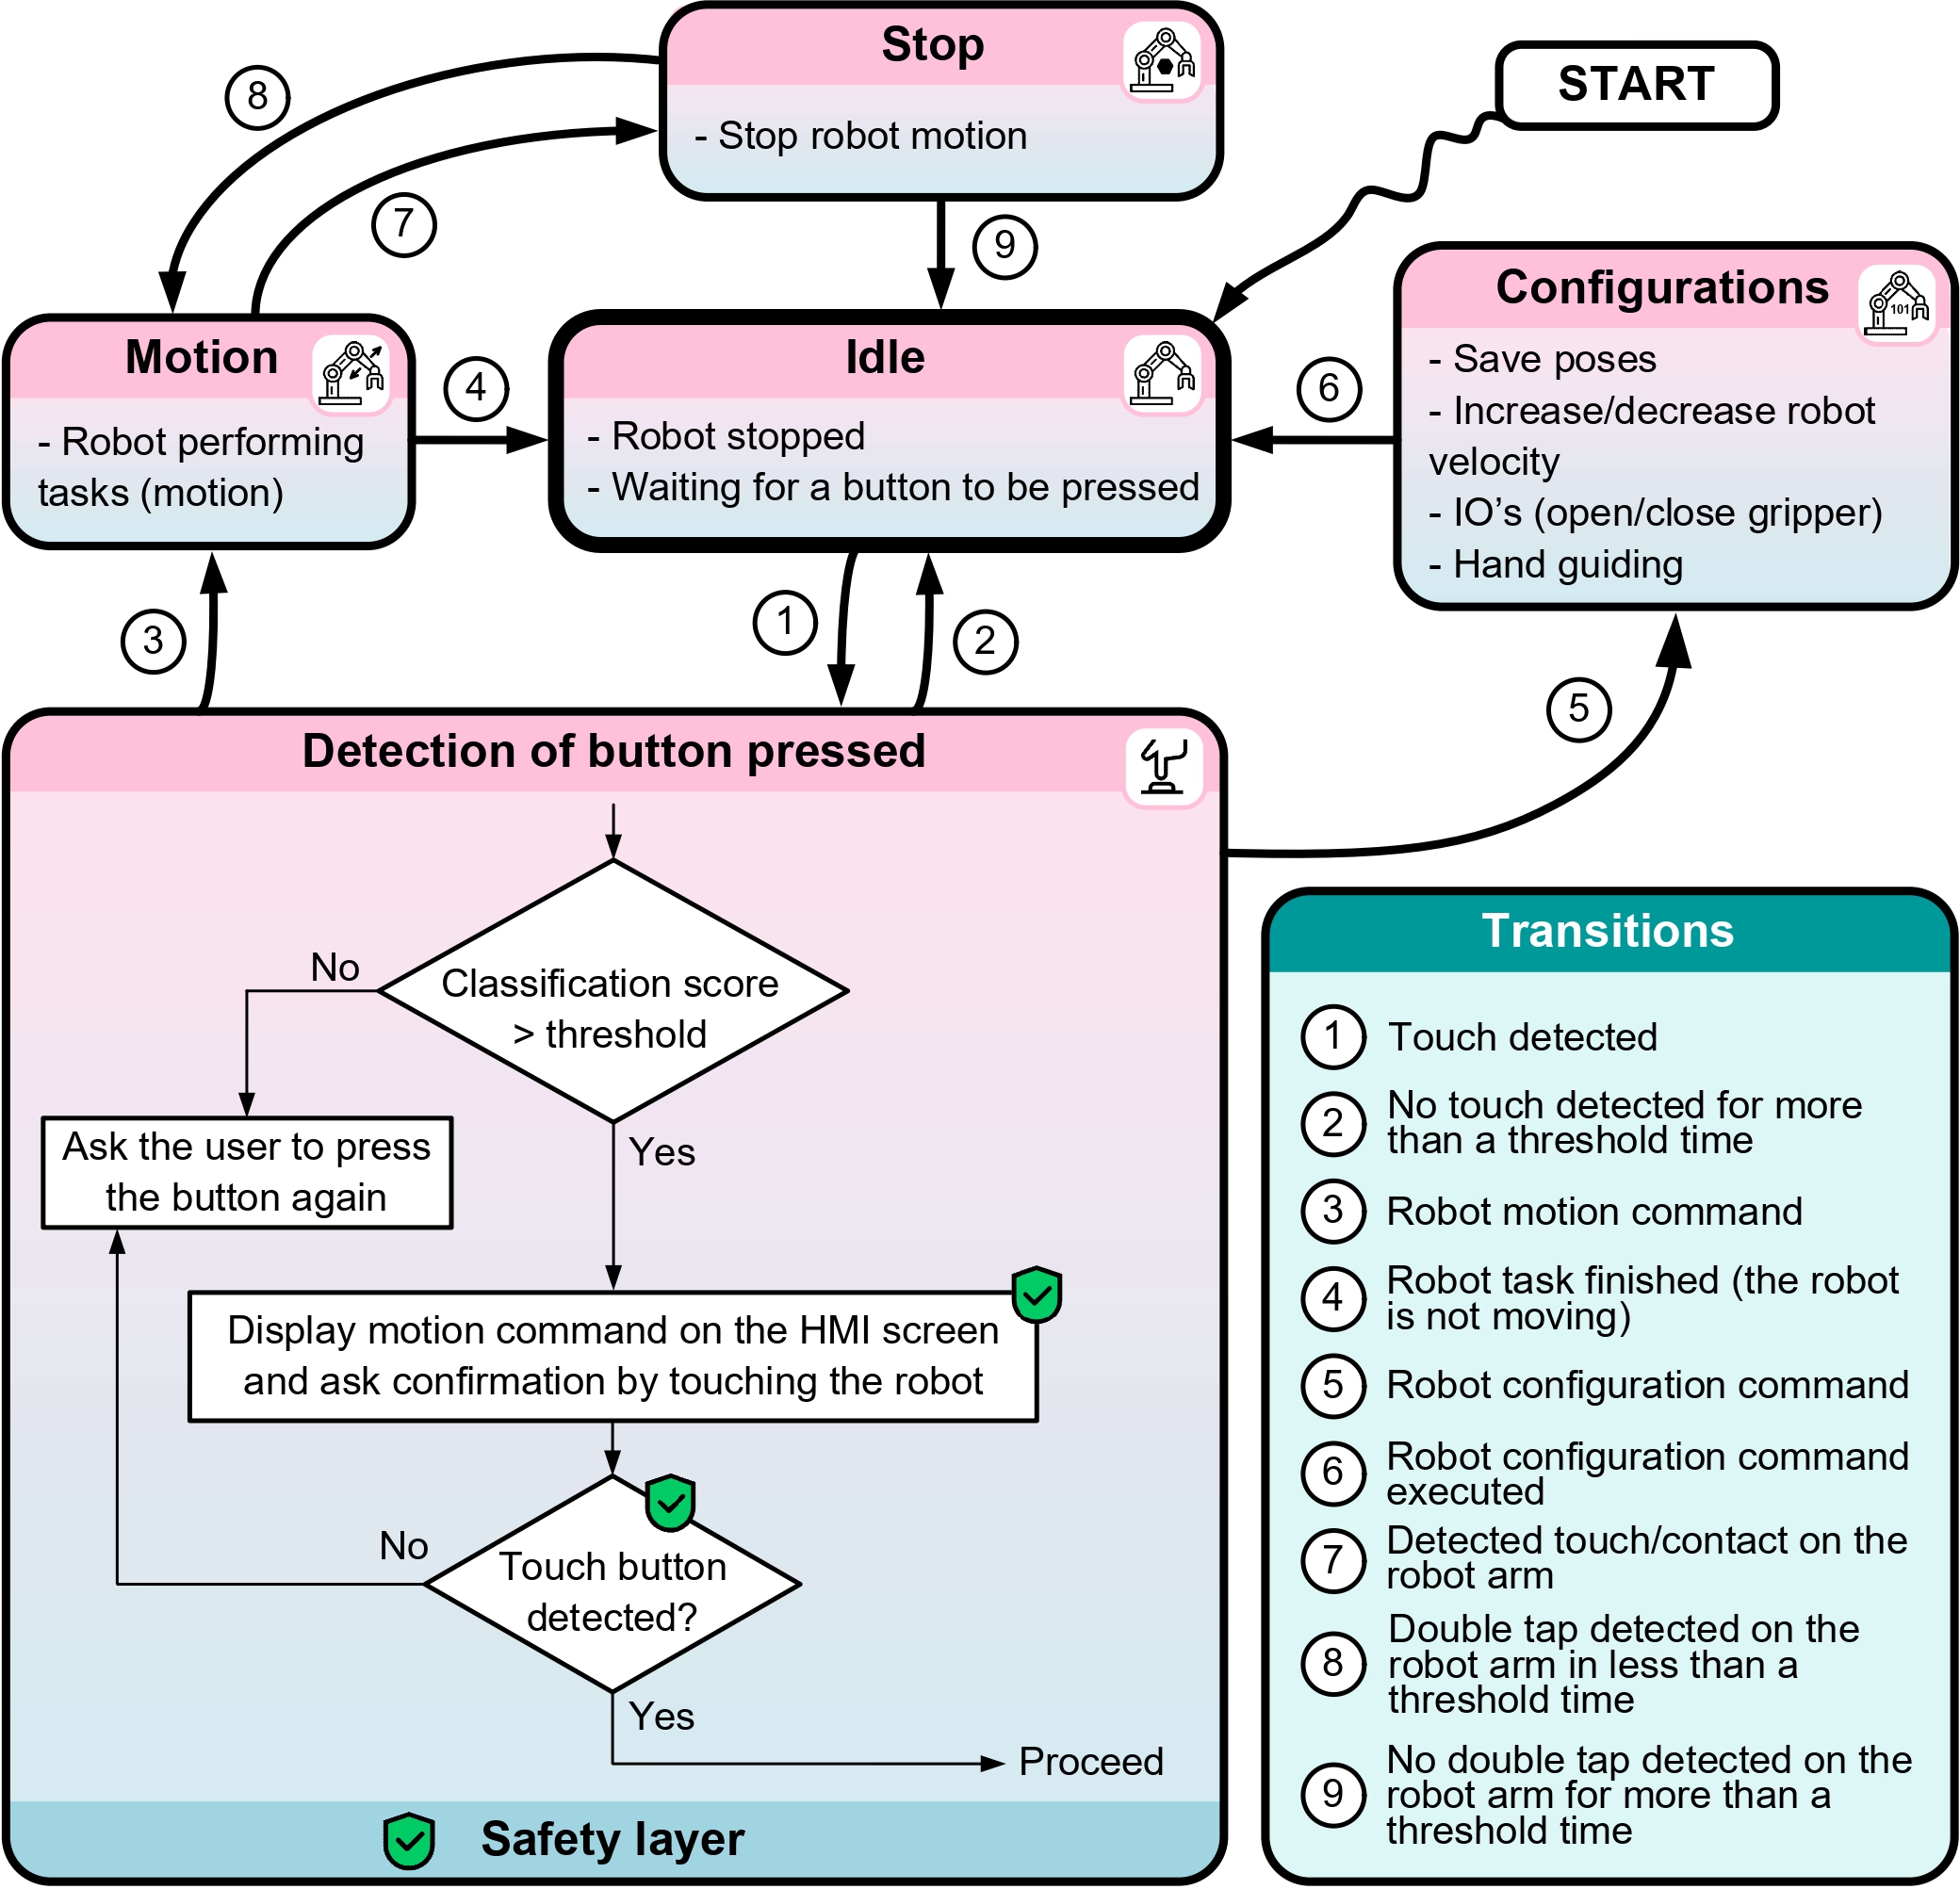 Stop
- Stop robot motion
START
8
7
9
Configurations
101
- Save poses
- Increase/decrease robot
velocity
- IO’s (open/close gripper)
- Hand guiding
Motion
- Robot performing
tasks (motion)
4
Idle
- Robot stopped
- Waiting for a button to be pressed
6
3
1
2
5
Detection of button pressed
Classification score
> threshold
No
Yes
Ask the user to press
the button again
Display motion command on the HMI screen
and ask confirmation by touching the robot
No
Touch button
detected?
Yes
Proceed
Safety layer
Transitions
1 Touch detected
2 No touch detected for more
than a threshold time
3 Robot motion command
4 Robot task finished (the robot
is not moving)
5 Robot configuration command
6 Robot configuration command
executed
7 Detected touch/contact on the
robot arm
8 Double tap detected on the
robot arm in less than a
threshold time
9 No double tap detected on the
robot arm for more than a
threshold time